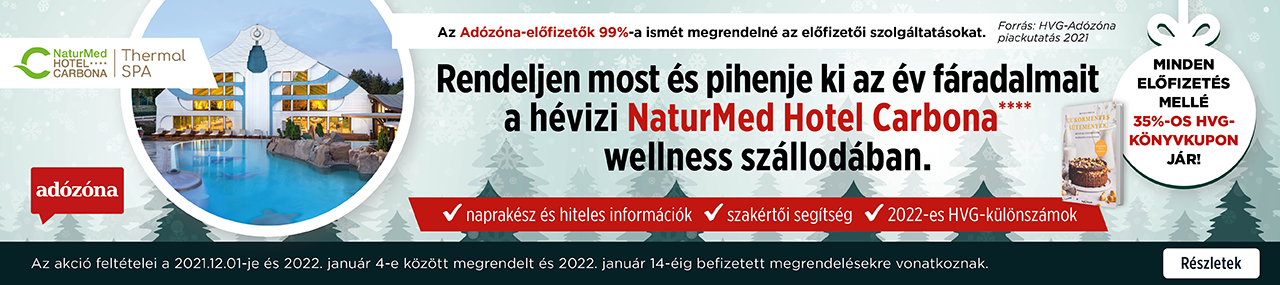 NaturMed
HOTEL****
CARBONA
Thermal
SPA
adózóna
Az Adózóna-előfizetők 99%-a ismét megrendelné az előfizetői szolgáltatásokat.
Forrás: HVG-Adózóna
piackutatás 2021
Rendeljen most és pihenje ki az év fáradalmait
a hévizi NaturMed Hotel Carbona****
wellness szállodában.
naprakész és hiteles információk
szakértői segítség
2022-es HVG-különszámok
MINDEN
ELŐFIZETÉS
MELLÉ
35%-OS HVG-
KÖNYVKUPON
JÁR!
CUKORMENTES
SÜTEMÉNYEK
Az akció feltételei a 2021.12.01-je és 2022. január 4-e között megrendelt és 2022. január 14-éig befizetett megrendelésekre vonatkoznak.
Részletek